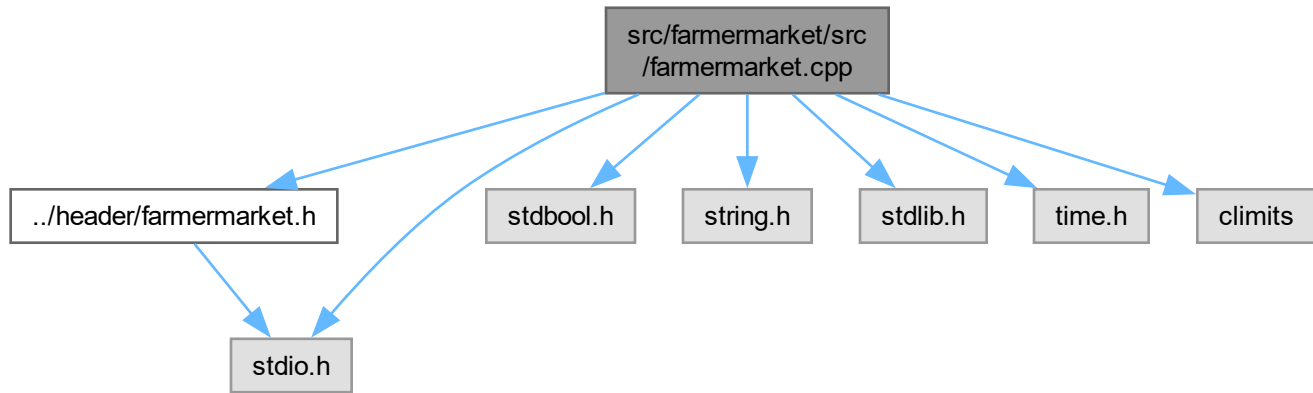 src/farmermarket/src
/farmermarket.cpp
../header/farmermarket.h
stdbool.h
string.h
stdlib.h
time.h
climits
stdio.h